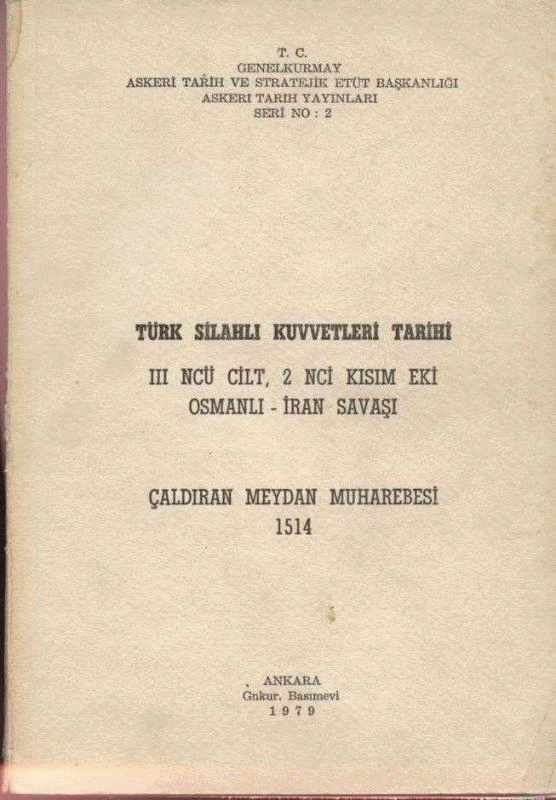 T. C.
GENELKURMAY
ASKERİ TARİH VE STRATEJİK ETÜT BAŞKANLIĞI
ASKERİ TARİH YAYINLARI
SERİ NO : 2
TÜRK SİLAHLI KUVVETLERİ TARİHİ
III NCÜ CİLT, 2 NCİ KISIM EKİ
OSMANLI - İRAN SAVAŞI
ÇALDIRAN MEYDAN MUHAREBESİ
1514
ANKARA
Gnkur. Basımevi
1979